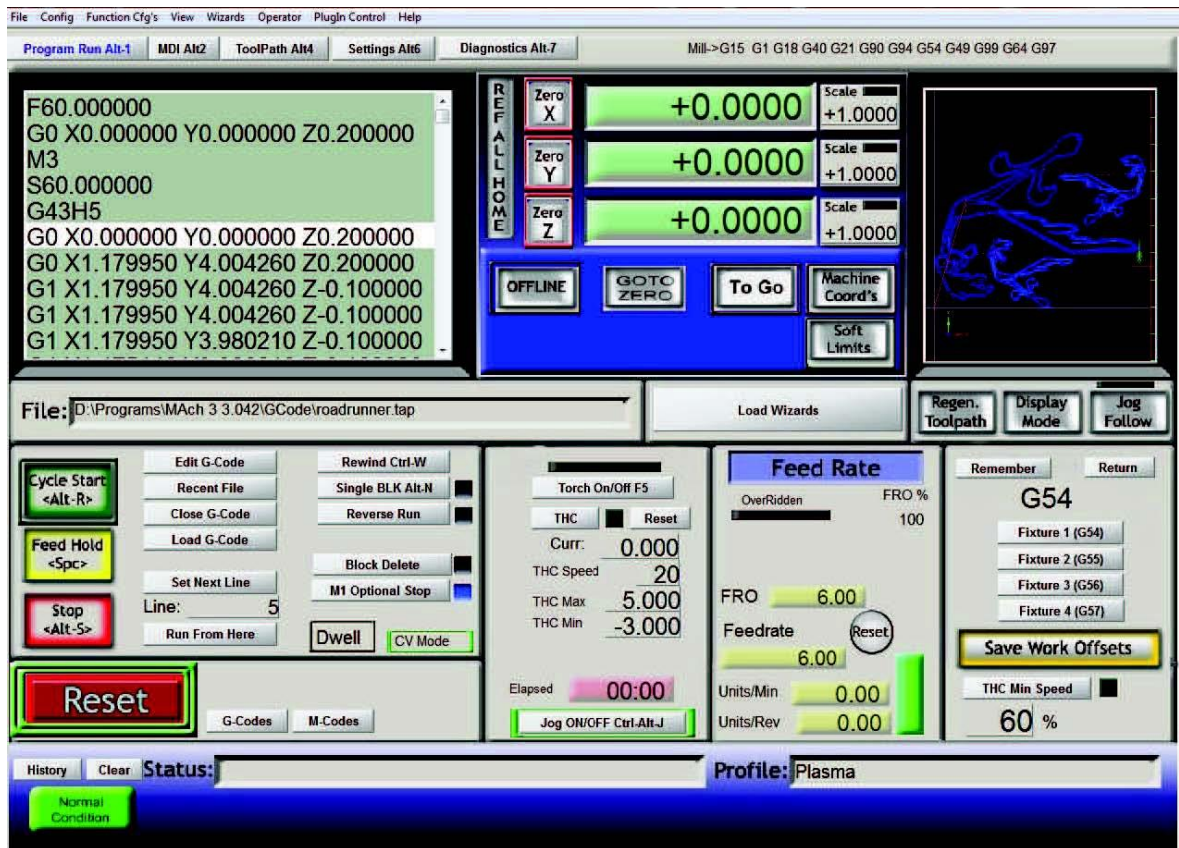 File Config Function Cfg's View Wizards Operator PlugIn Control Help
Program Run Alt-1 MDI Alt2 ToolPath Alt4 Settings Alt6 Diagnostics Alt-7 Mill->G15 G1 G18 G40 G21 G90 G94 G54 G49 G99 G64 G97
F60.000000
G0 X0.000000 Y0.000000 Z0.200000
M3
S60.000000
G43H5
G0 X0.000000 Y0.000000 Z0.200000
G0 X1.179950 Y4.004260 Z0.200000
G1 X1.179950 Y4.004260 Z-0.100000
G1 X1.179950 Y4.004260 Z-0.100000
G1 X1.179950 Y3.980210 Z-0.100000
REF ALL HOME
Zero X +0.0000 Scale +1.0000
Zero Y +0.0000 Scale +1.0000
Zero Z +0.0000 Scale +1.0000
OFFLINE GOTO ZERO To Go Machine Coord's
Soft Limits
File: D:\Programs\MAch 3 3.042\GCode\roadrunner.tap
Load Wizards
Regen. Toolpath Display Mode Jog Follow
Cycle Start <Alt-R>
Feed Hold <Spc>
Stop <Alt-S>
Edit G-Code
Recent File
Close G-Code
Load G-Code
Set Next Line
Line: 5
Run From Here
Rewind Ctrl-W
Single BLK Alt-N
Reverse Run
Block Delete
M1 Optional Stop
Dwell CV Mode
Reset
G-Codes M-Codes
Torch On/Off F5
THC Reset
Curr: 0.000
THC Speed 20
THC Max 5.000
THC Min -3.000
Elapsed 00:00
Jog ON/OFF Ctrl-Alt-J
Feed Rate
OverRidden FRO %
100
FRO 6.00
Feedrate Reset
6.00
Units/Min 0.00
Units/Rev 0.00
Remember Return
G54
Fixture 1 (G54)
Fixture 2 (G55)
Fixture 3 (G56)
Fixture 4 (G57)
Save Work Offsets
THC Min Speed
60 %
History Clear Status: Profile: Plasma
Normal Condition